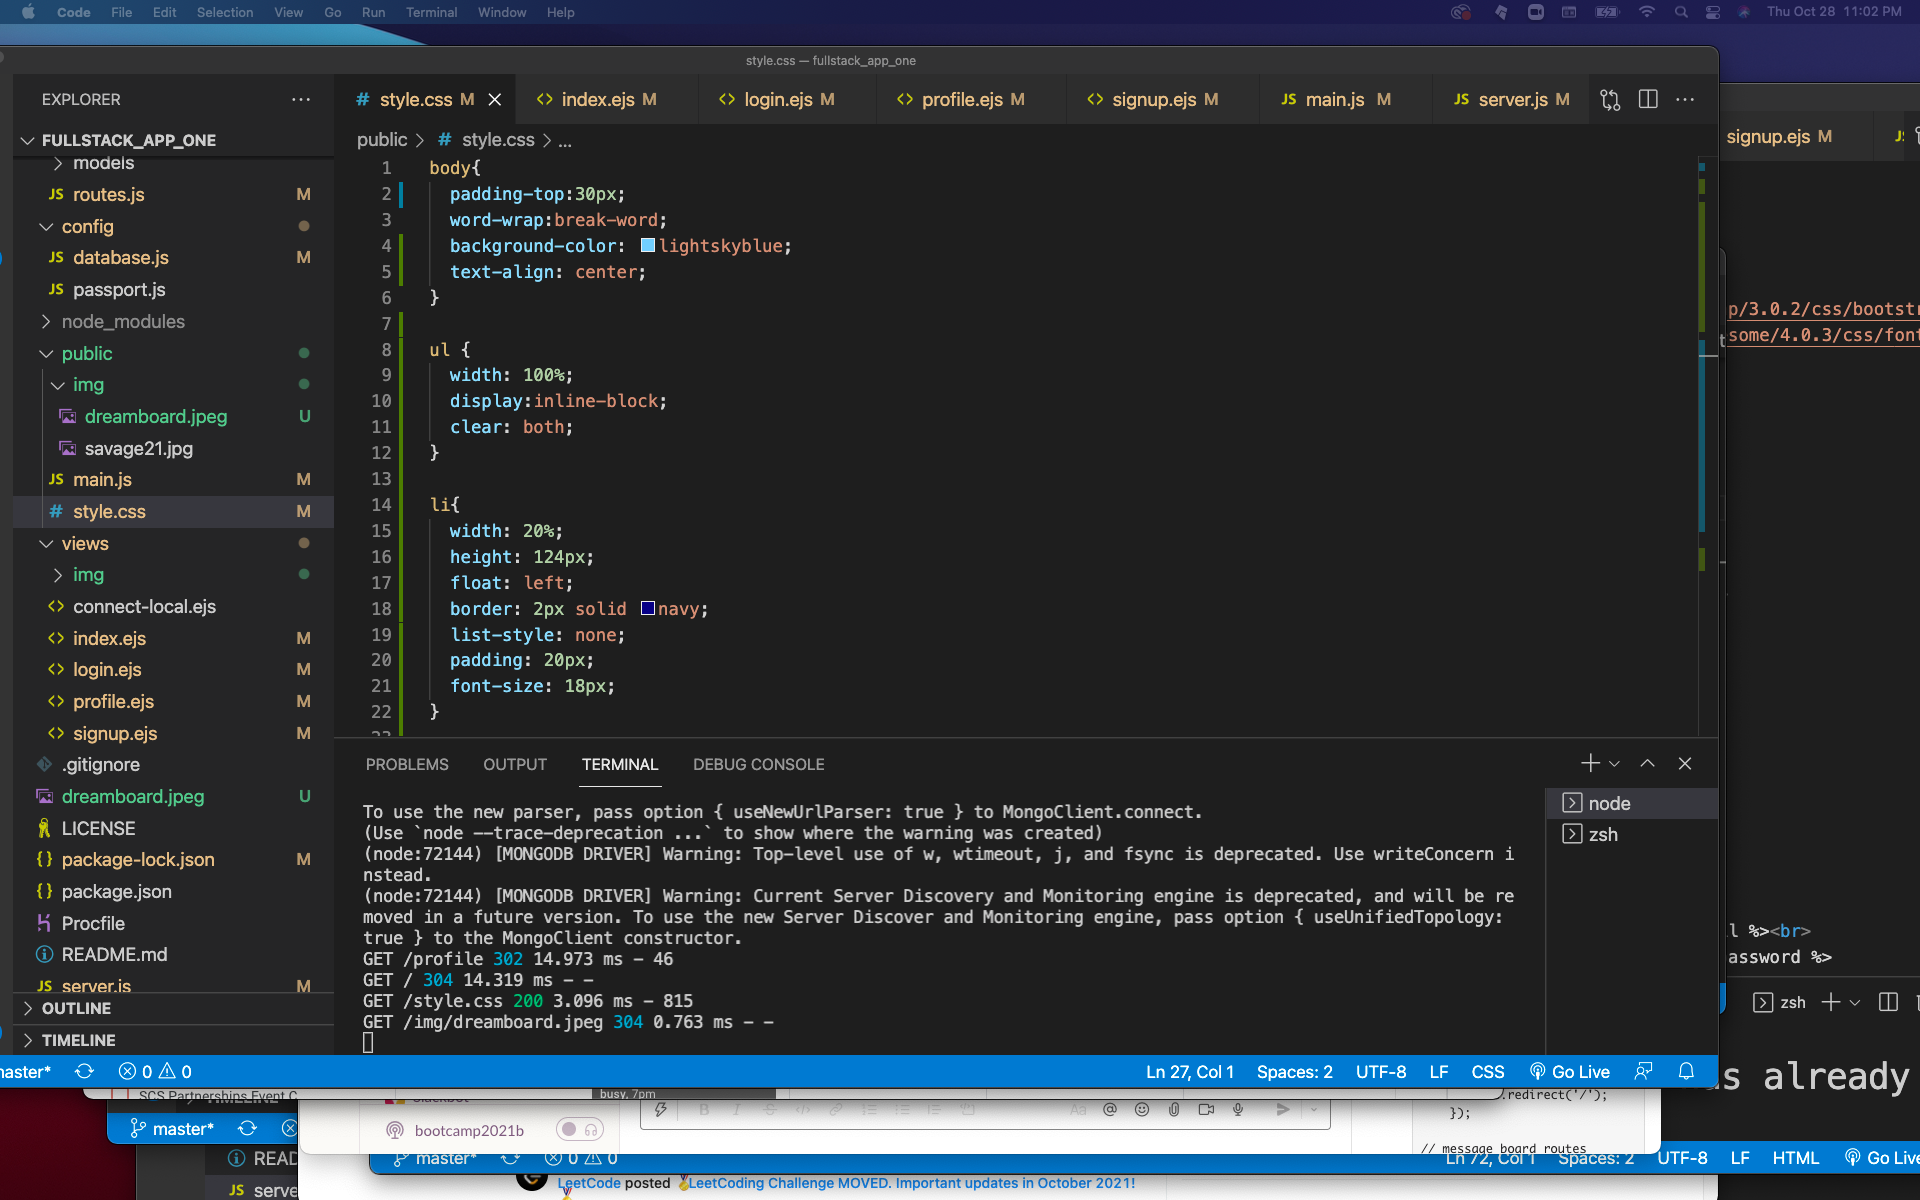 Code File Edit Selection View Go Run Terminal Window Help
Thu Oct 28 11:02 PM
style.css — fullstack_app_one
EXPLORER
FULLSTACK_APP_ONE
models
routes.js M
config
database.js M
passport.js
node_modules
public
img
dreamboard.jpeg U
savage21.jpg
main.js M
style.css M
views
img
connect-local.ejs
index.ejs M
login.ejs M
profile.ejs M
signup.ejs M
.gitignore
dreamboard.jpeg U
LICENSE
package-lock.json M
package.json
Procfile
README.md
server.js M
OUTLINE
TIMELINE
style.css M index.ejs M login.ejs M profile.ejs M signup.ejs M main.js M server.js M
public > # style.css > ...
1 body{
2 padding-top:30px;
3 word-wrap:break-word;
4 background-color: lightskyblue;
5 text-align: center;
6 }
7
8 ul {
9 width: 100%;
10 display:inline-block;
11 clear: both;
12 }
13
14 li{
15 width: 20%;
16 height: 124px;
17 float: left;
18 border: 2px solid navy;
19 list-style: none;
20 padding: 20px;
21 font-size: 18px;
22 }
PROBLEMS OUTPUT TERMINAL DEBUG CONSOLE
To use the new parser, pass option { useNewUrlParser: true } to MongoClient.connect.
(Use `node --trace-deprecation ...` to show where the warning was created)
(node:72144) [MONGODB DRIVER] Warning: Top-level use of w, wtimeout, j, and fsync is deprecated. Use writeConcern i
nstead.
(node:72144) [MONGODB DRIVER] Warning: Current Server Discovery and Monitoring engine is deprecated, and will be re
moved in a future version. To use the new Server Discover and Monitoring engine, pass option { useUnifiedTopology:
true } to the MongoClient constructor.
GET /profile 302 14.973 ms - 46
GET / 304 14.319 ms - -
GET /style.css 200 3.096 ms - 815
GET /img/dreamboard.jpeg 304 0.763 ms - -
node
zsh
master* 0 0 Ln 27, Col 1 Spaces: 2 UTF-8 LF CSS Go Live
signup.ejs M
p/3.0.2/css/bootstr
some/4.0.3/css/font
l %><br>
assword %>
zsh
s already
SCS Partnerships Event C
TIMELINE
busy, 7pm
.redirect('/');
});
// message board routes
master*
bootcamp2021b
READ
serve
master* 0 0
Ln 72, Col 1 Spaces: 2 UTF-8 LF HTML Go Live
LeetCode posted 🏅LeetCoding Challenge MOVED. Important updates in October 2021!